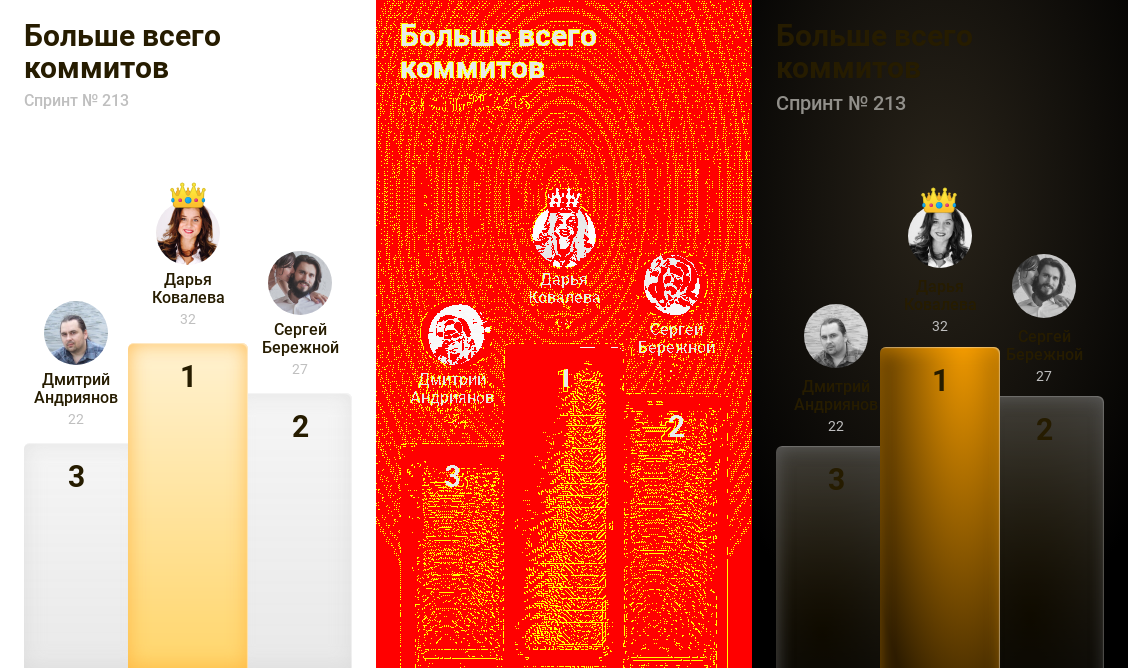 Больше всего
коммитов
Спринт № 213
Дарья
Ковалева
32
Сергей
Бережной
27
Дмитрий
Андриянов
22
1
2
3
Больше всего
коммитов
Дарья
Ковалева
Сергей
Бережной
Дмитрий
Андриянов
1
2
3
Больше всего
коммитов
Спринт № 213
32
Сергей
Бережной
27
Дмитрий
Андриянов
22
1
2
3